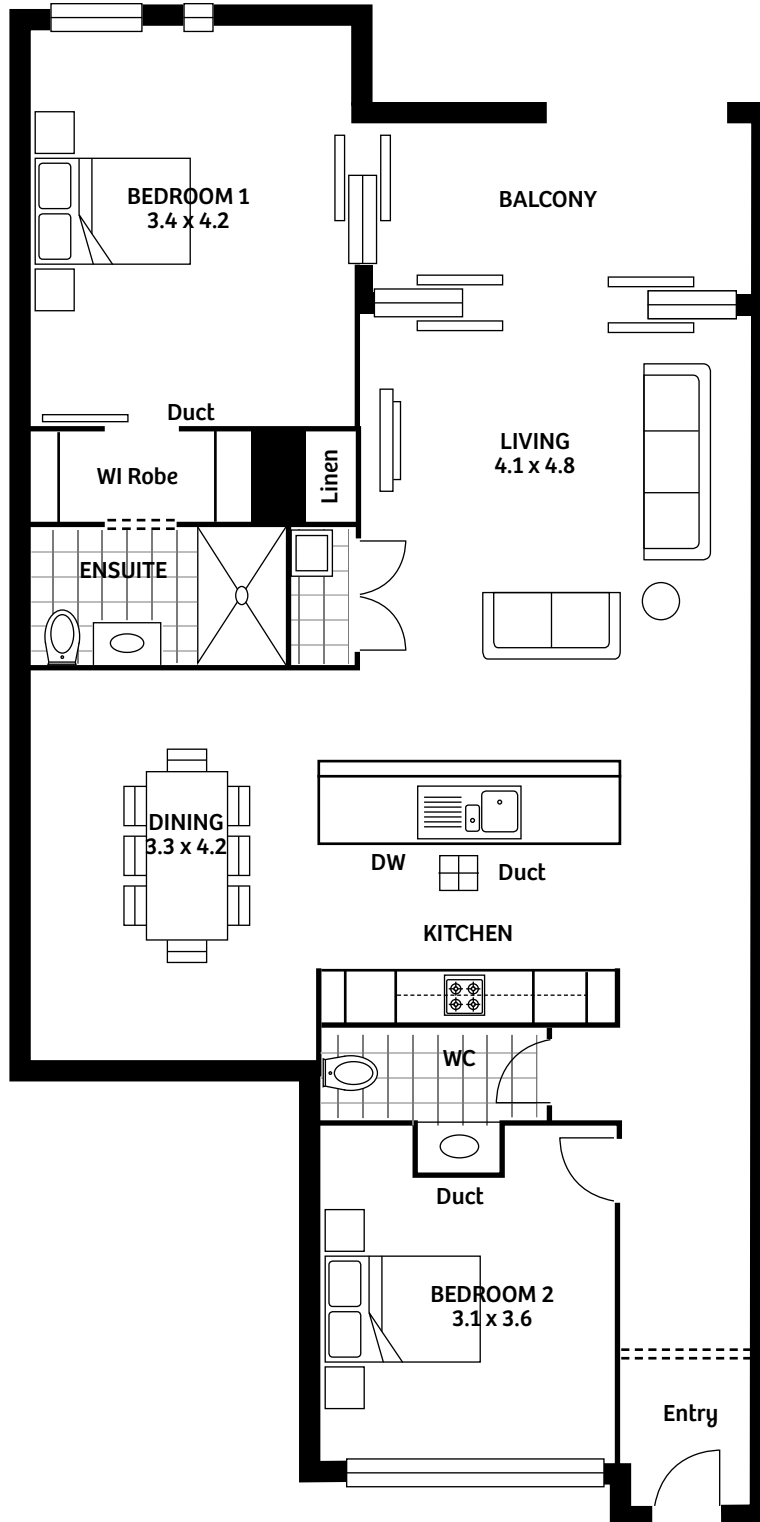 BEDROOM 1
3.4 x 4.2
BALCONY
Duct
LIVING
4.1 x 4.8
WI Robe
Linen
ENSUITE
DINING
3.3 x 4.2
DW
Duct
KITCHEN
WC
Duct
BEDROOM 2
3.1 x 3.6
Entry